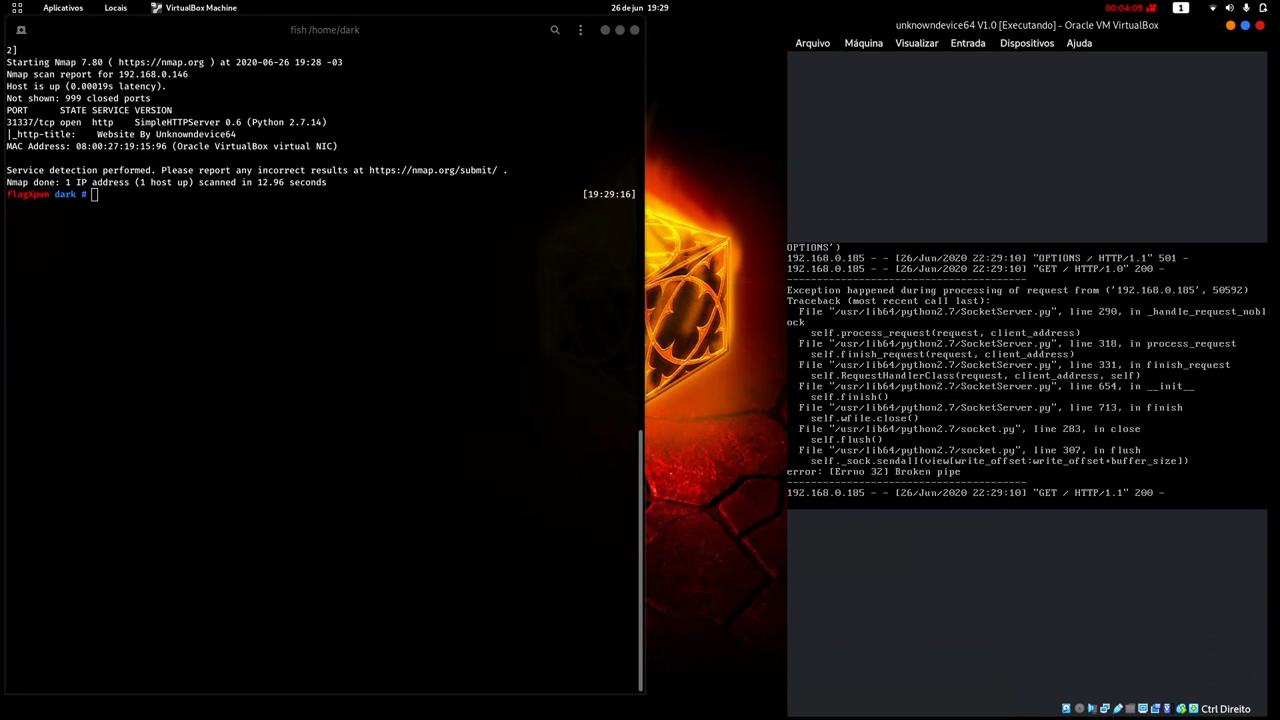 Aplicativos Locais VirtualBox Machine 26 de jun 19:29 00:04:09 1
fish /home/dark
2]
Starting Nmap 7.80 ( https://nmap.org ) at 2020-06-26 19:28 -03
Nmap scan report for 192.168.0.146
Host is up (0.00019s latency).
Not shown: 999 closed ports
PORT STATE SERVICE VERSION
31337/tcp open http SimpleHTTPServer 0.6 (Python 2.7.14)
|_http-title: Website By Unknowndevice64
MAC Address: 08:00:27:19:15:96 (Oracle VirtualBox virtual NIC)
Service detection performed. Please report any incorrect results at https://nmap.org/submit/ .
Nmap done: 1 IP address (1 host up) scanned in 12.96 seconds
flagXpwn dark # [19:29:16]
unknowndevice64 V1.0 [Executando] - Oracle VM VirtualBox
Arquivo Máquina Visualizar Entrada Dispositivos Ajuda
OPTIONS')
192.168.0.185 - - [26/Jun/2020 22:29:10] "OPTIONS / HTTP/1.1" 501 -
192.168.0.185 - - [26/Jun/2020 22:29:10] "GET / HTTP/1.0" 200 -
----------------------------------------
Exception happened during processing of request from ('192.168.0.185', 50592)
Traceback (most recent call last):
File "/usr/lib64/python2.7/SocketServer.py", line 290, in _handle_request_nobl
ock
self.process_request(request, client_address)
File "/usr/lib64/python2.7/SocketServer.py", line 318, in process_request
self.finish_request(request, client_address)
File "/usr/lib64/python2.7/SocketServer.py", line 331, in finish_request
self.RequestHandlerClass(request, client_address, self)
File "/usr/lib64/python2.7/SocketServer.py", line 654, in __init__
self.finish()
File "/usr/lib64/python2.7/SocketServer.py", line 713, in finish
self.wfile.close()
File "/usr/lib64/python2.7/socket.py", line 283, in close
self.flush()
File "/usr/lib64/python2.7/socket.py", line 307, in flush
self._sock.sendall(view[write_offset:write_offset+buffer_size])
error: [Errno 32] Broken pipe
----------------------------------------
192.168.0.185 - - [26/Jun/2020 22:29:10] "GET / HTTP/1.1" 200 -
Ctrl Direito